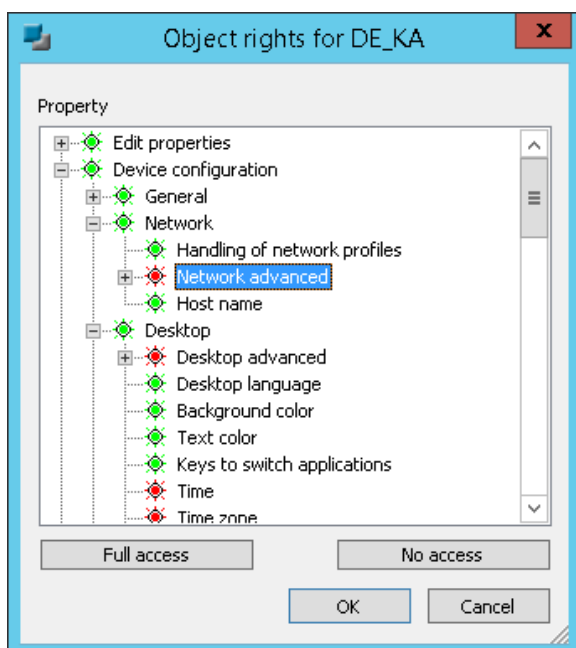 Object rights for DE_KA
x
Property
Edit properties
Device configuration
General
Network
Handling of network profiles
Network advanced
Host name
Desktop
Desktop advanced
Desktop language
Background color
Text color
Keys to switch applications
Time
Time zone
Full access
No access
OK
Cancel